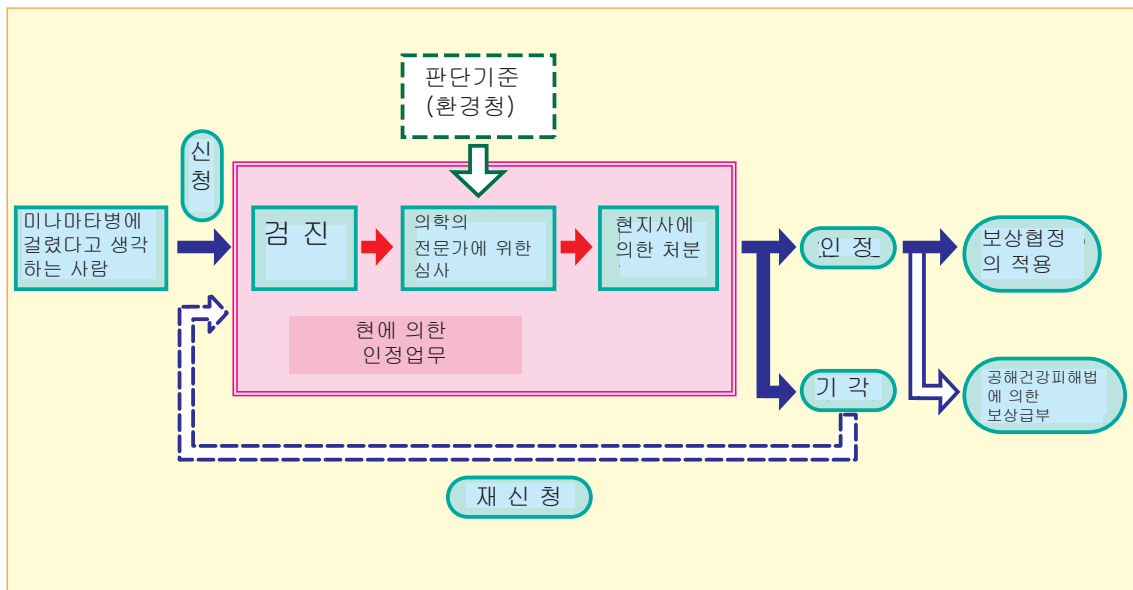 판단기준
(환경청)
신
청
미나마타병에
걸렸다고 생각
하는 사람
검 진
의학의
전문가에 위한
심사
현지사에
의한 처분
인 정
보상협정
의 적용
현에 의한
인정업무
기 각
공해건강피해법
에 의한
보상급부
재 신 청